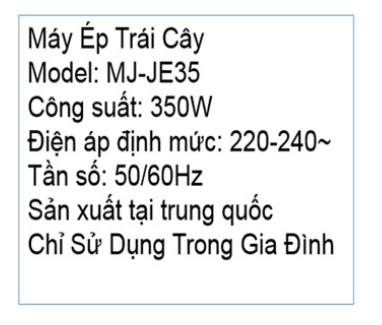 Máy Ép Trái Cây
Model: MJ-JE35
Công suất: 350W
Điện áp định mức: 220-240~
Tần số: 50/60Hz
Sản xuất tại trung quốc
Chỉ Sử Dụng Trong Gia Đình